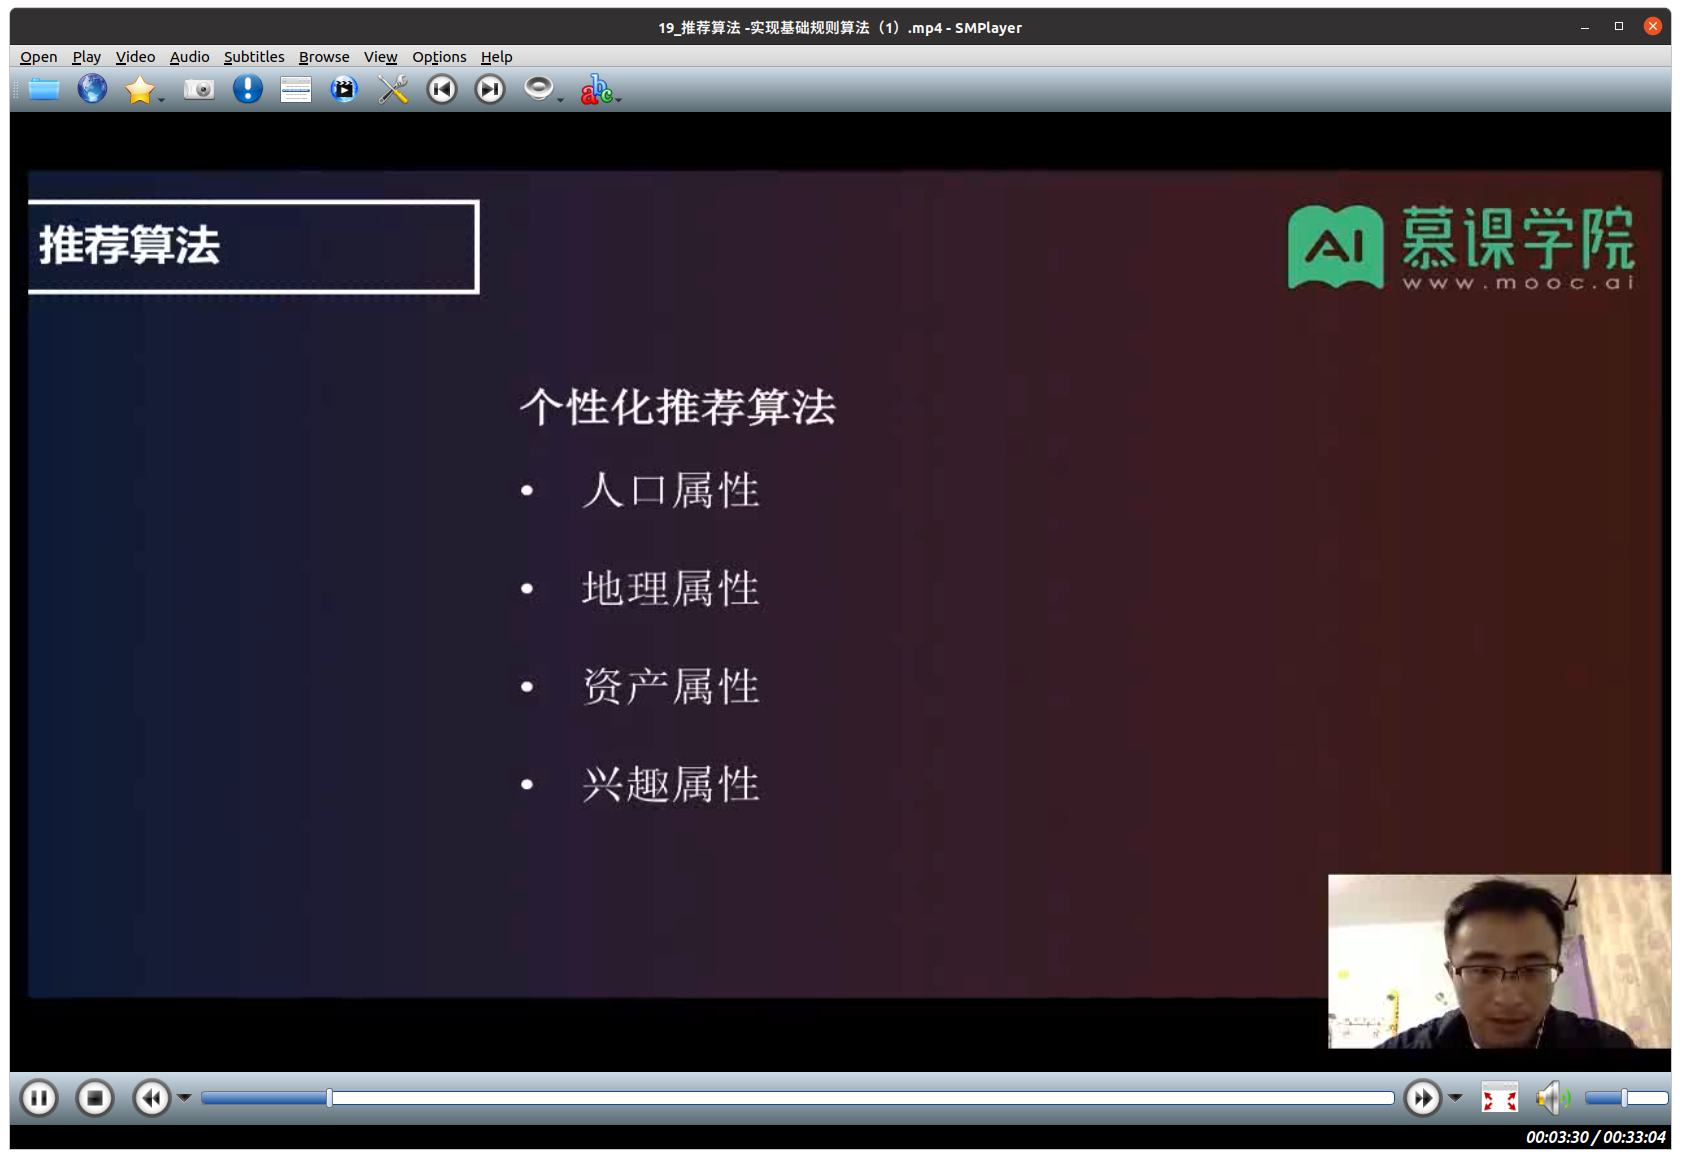 19_推荐算法 -实现基础规则算法（1）.mp4 - SMPlayer
Open Play Video Audio Subtitles Browse View Options Help
abc
推荐算法
AI 慕课学院
www.mooc.ai
个性化推荐算法
• 人口属性
• 地理属性
• 资产属性
• 兴趣属性
00:03:30 / 00:33:04